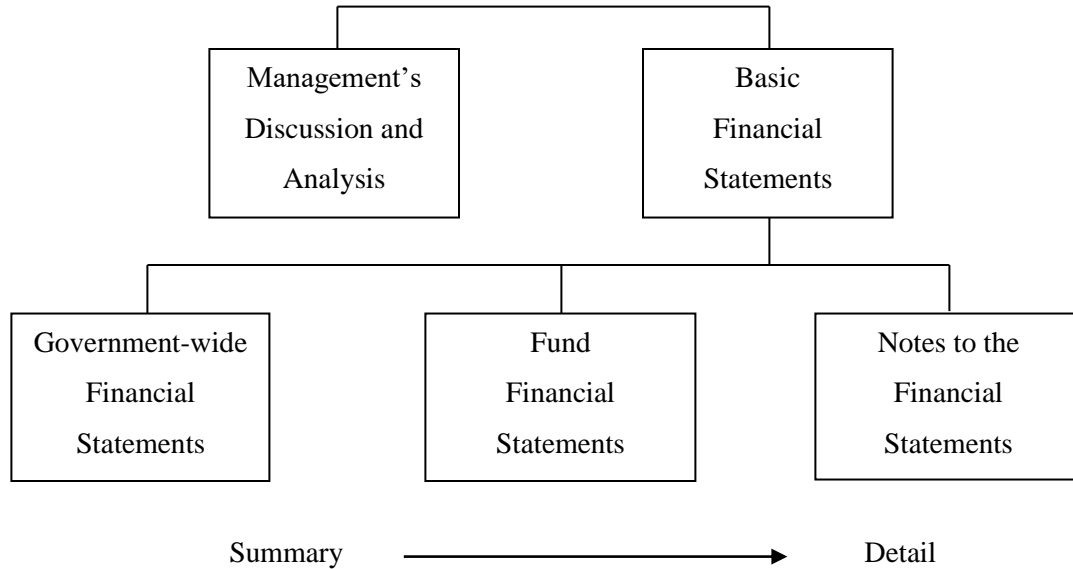 Management’s
Discussion and
Analysis
Basic
Financial
Statements
Government-wide
Financial
Statements
Fund
Financial
Statements
Notes to the
Financial
Statements
Summary
Detail